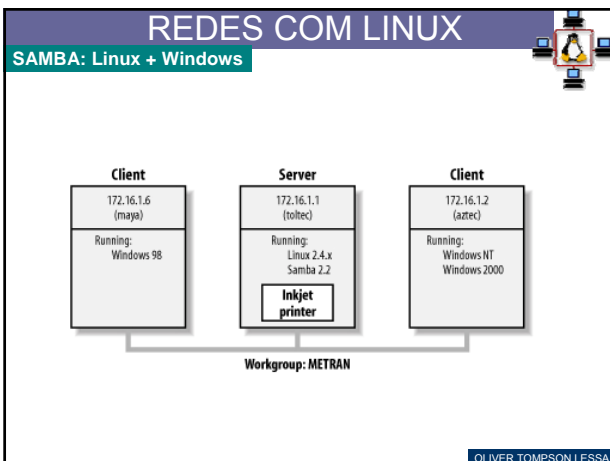 REDES COM LINUX
SAMBA: Linux + Windows
Client
172.16.1.6
(maya)
Running:
Windows 98
Server
172.16.1.1
(toltec)
Running:
Linux 2.4.x
Samba 2.2
Inkjet
printer
Client
172.16.1.2
(aztec)
Running:
Windows NT
Windows 2000
Workgroup: METRAN
OLIVER TOMPSON LESSA